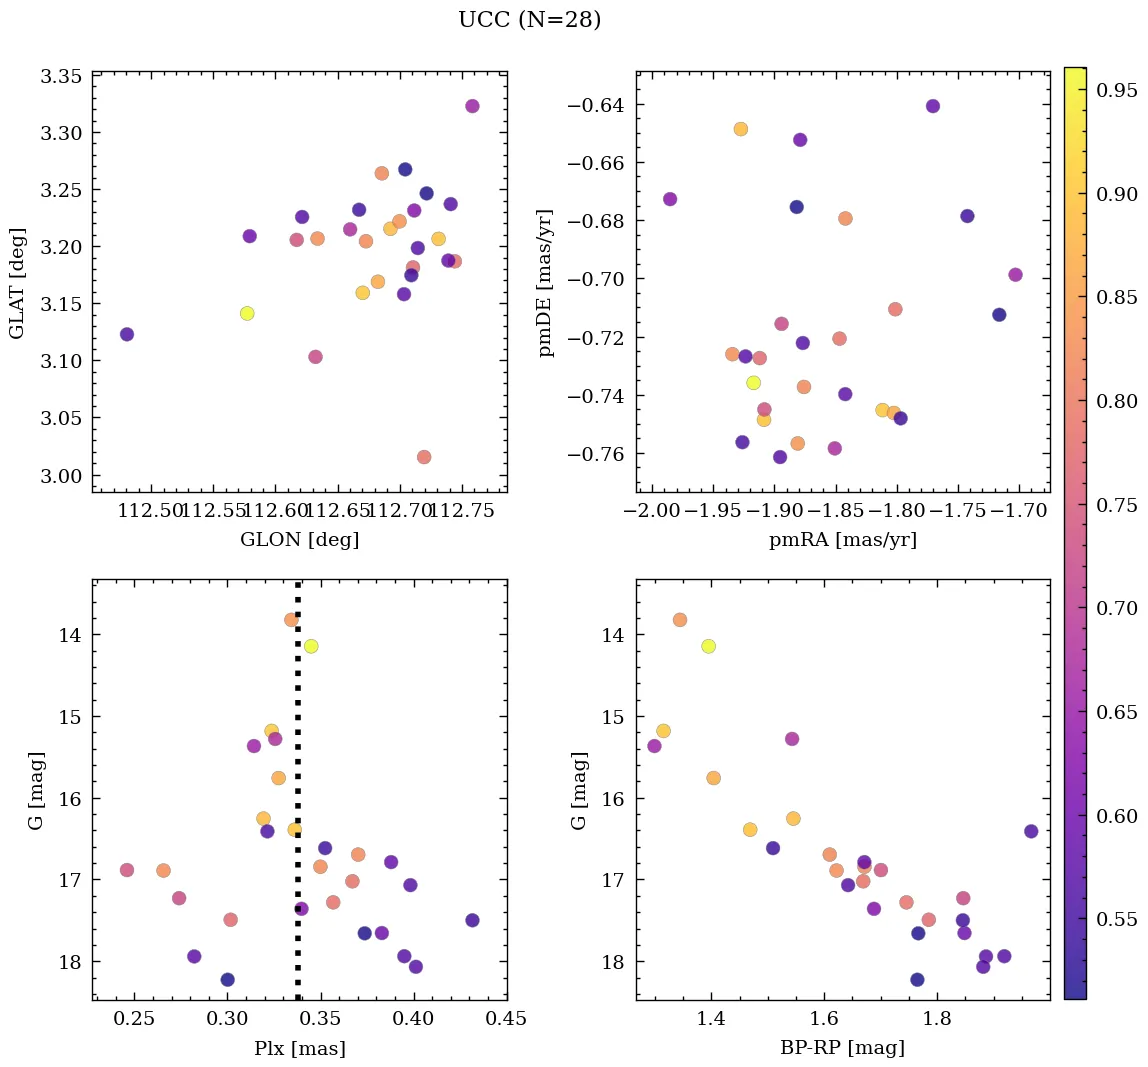 UCC (N=28)
3.35
3.30
3.25
3.20
3.15
3.10
3.05
3.00
GLAT [deg]
112.50 112.55 112.60 112.65 112.70 112.75
GLON [deg]
−0.64
−0.66
−0.68
−0.70
−0.72
−0.74
−0.76
pmDE [mas/yr]
−2.00 −1.95 −1.90 −1.85 −1.80 −1.75 −1.70
pmRA [mas/yr]
14
15
16
17
18
G [mag]
0.25 0.30 0.35 0.40 0.45
Plx [mas]
14
15
16
17
18
G [mag]
1.4 1.6 1.8
BP-RP [mag]
0.95
0.90
0.85
0.80
0.75
0.70
0.65
0.60
0.55